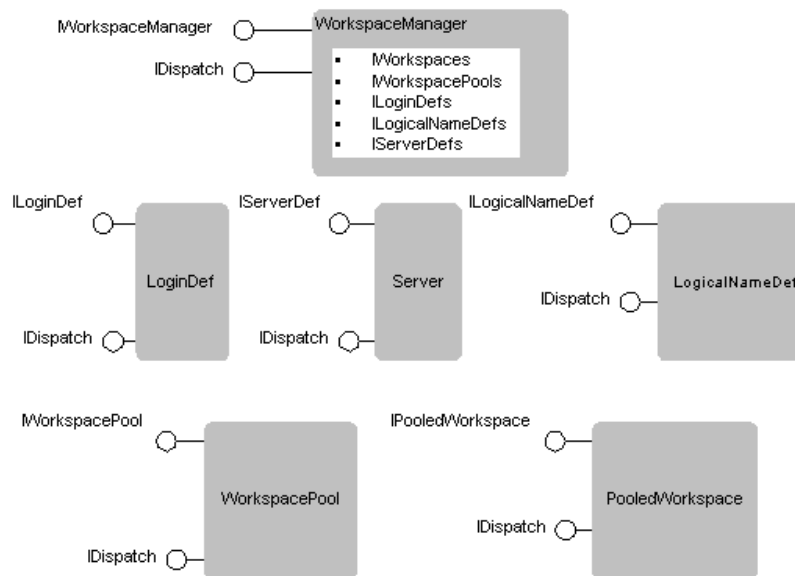 IWorkspaceManager
WorkspaceManager
IDispatch
▪ IWorkspaces
▪ IWorkspacePools
▪ ILoginDefs
▪ ILogicalNameDefs
▪ IServerDefs
ILoginDef
IServerDef
ILogicalNameDef
LoginDef
Server
LogicalNameDef
IDispatch
IDispatch
IDispatch
IWorkspacePool
IPooledWorkspace
WorkspacePool
PooledWorkspace
IDispatch
IDispatch